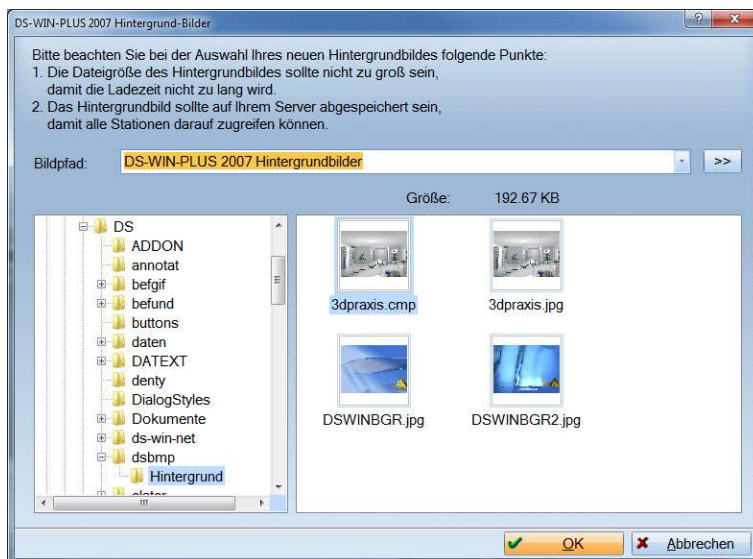 DS-WIN-PLUS 2007 Hintergrund-Bilder
Bitte beachten Sie bei der Auswahl Ihres neuen Hintergrundbildes folgende Punkte:
1. Die Dateigröße des Hintergrundbildes sollte nicht zu groß sein,
damit die Ladezeit nicht zu lang wird.
2. Das Hintergrundbild sollte auf Ihrem Server abgespeichert sein,
damit alle Stationen darauf zugreifen können.
Bildpfad: DS-WIN-PLUS 2007 Hintergrundbilder >>
Größe: 192.67 KB
DS
ADDON
annotat
befgif
befund
buttons
daten
DATEXT
denty
DialogStyles
Dokumente
ds-win-net
dsbmp
Hintergrund
3dpraxis.cmp
3dpraxis.jpg
DSWINBGR.jpg
DSWINBGR2.jpg
OK
Abbrechen